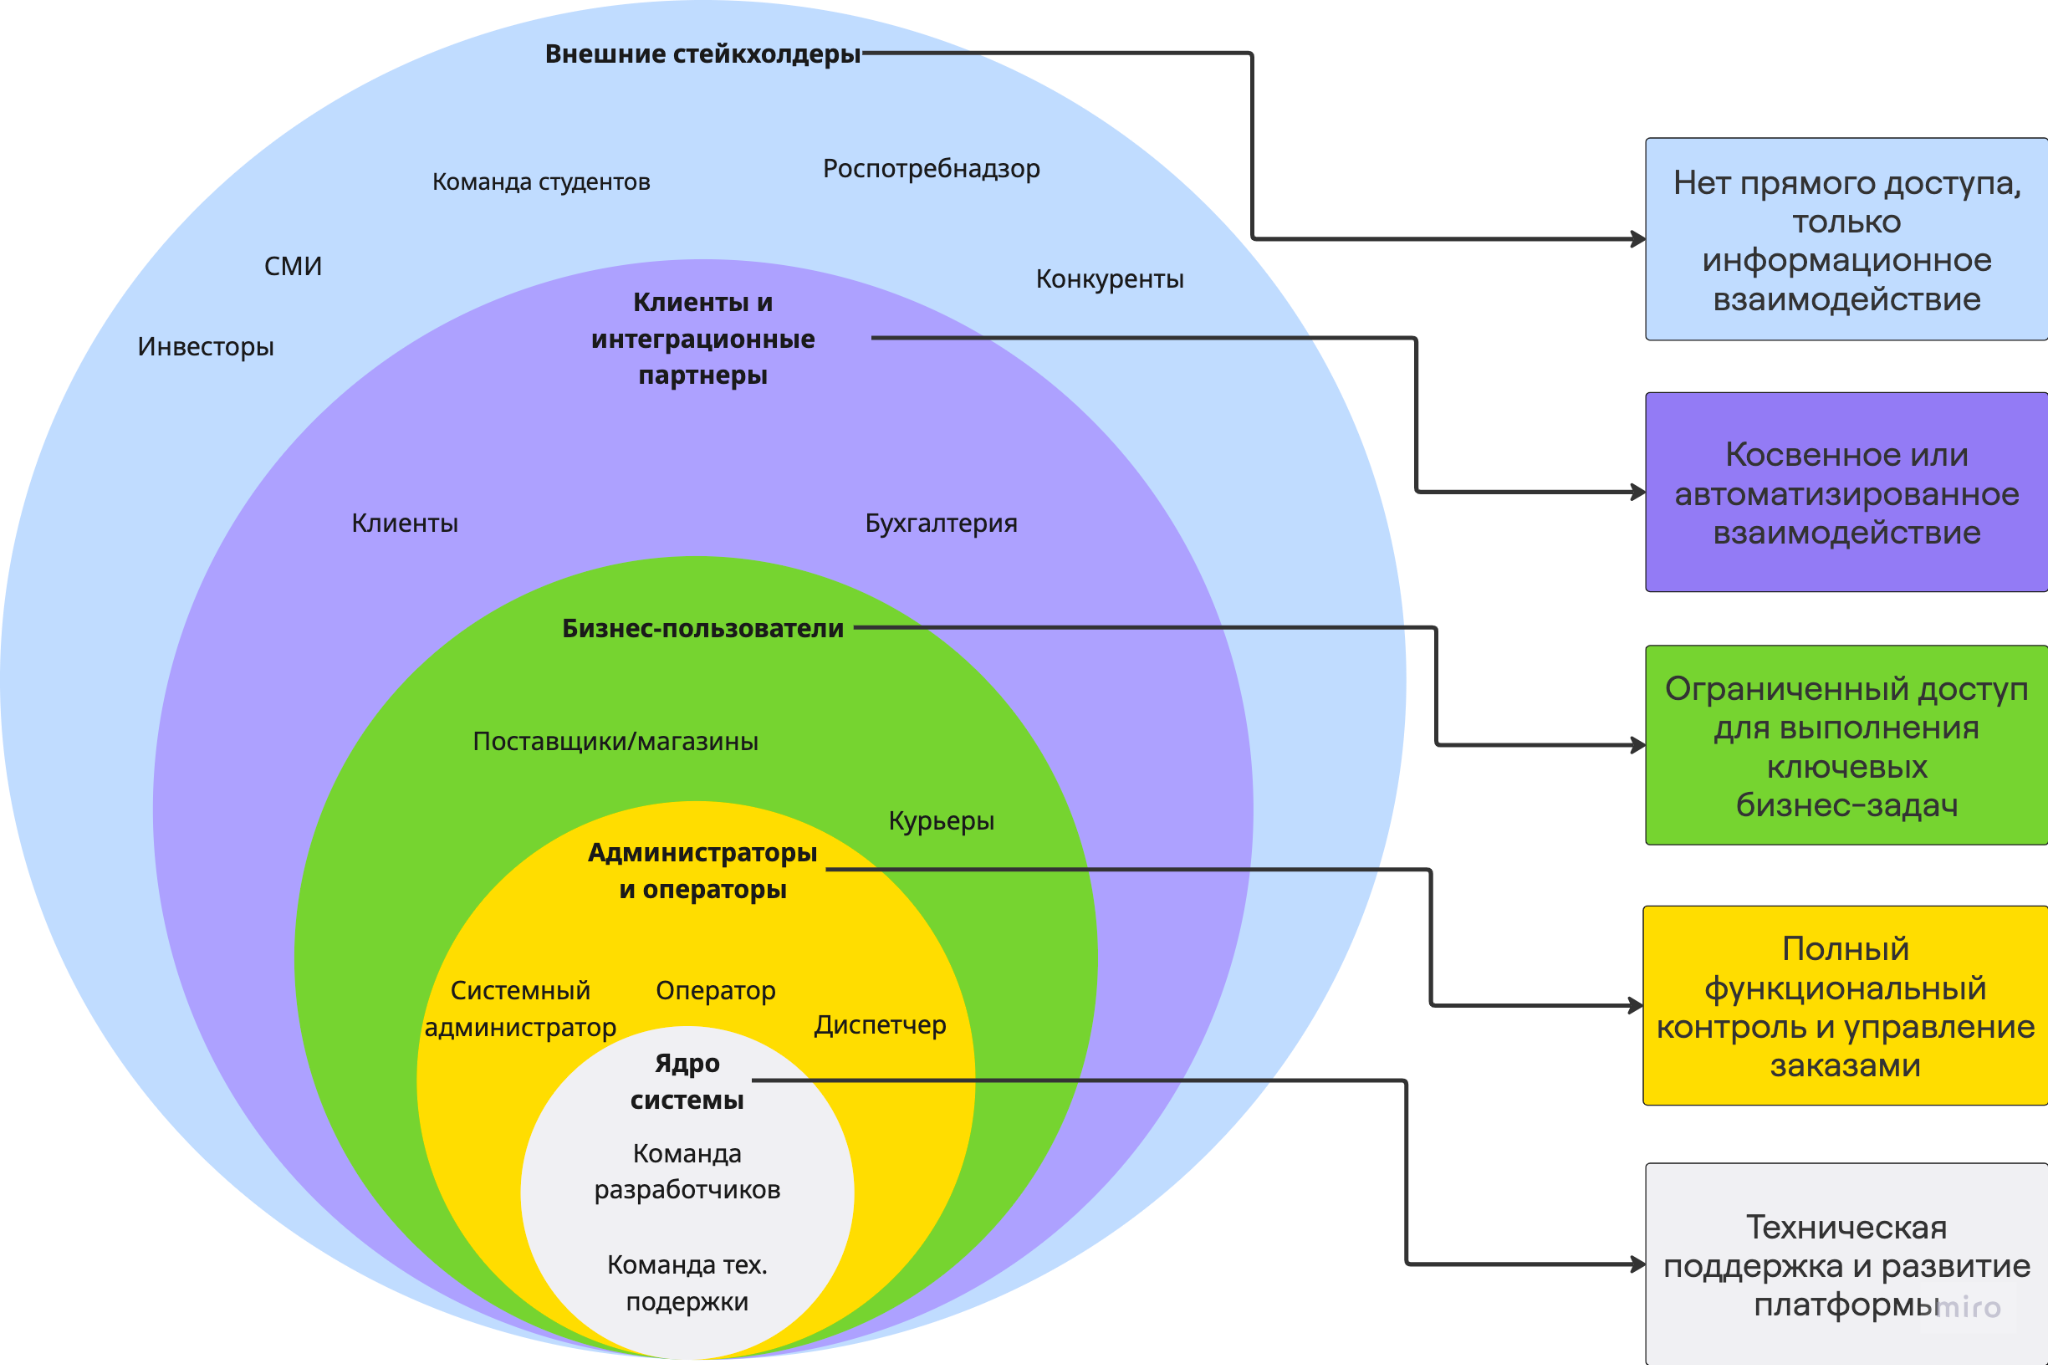 Внешние стейкхолдеры
Команда студентов
Роспотребнадзор
СМИ
Конкуренты
Инвесторы
Клиенты и
интеграционные
партнеры
Клиенты
Бухгалтерия
Бизнес-пользователи
Поставщики/магазины
Курьеры
Администраторы
и операторы
Системный
администратор
Оператор
Диспетчер
Ядро
системы
Команда
разработчиков
Команда тех.
подержки
Нет прямого доступа,
только
информационное
взаимодействие
Косвенное или
автоматизированное
взаимодействие
Ограниченный доступ
для выполнения
ключевых
бизнес-задач
Полный
функциональный
контроль и управление
заказами
Техническая
поддержка и развитие
платформы
miro